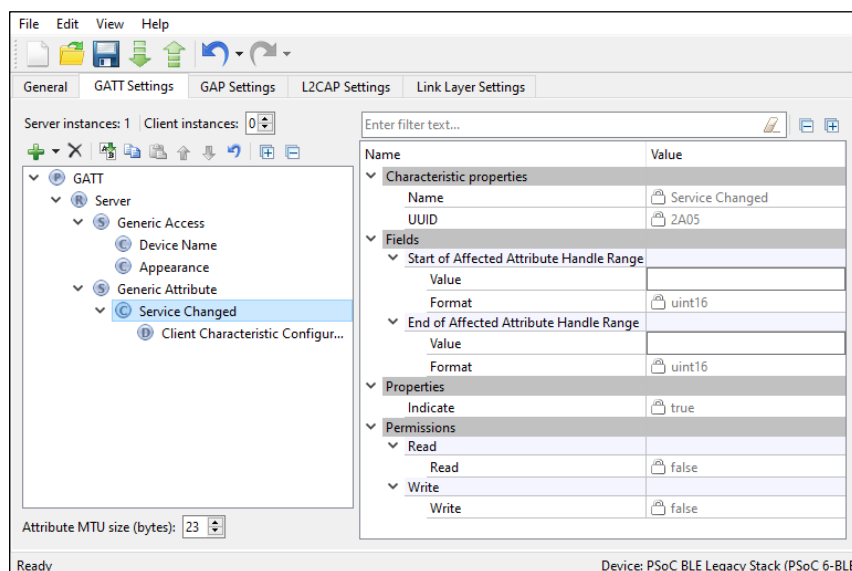 File Edit View Help
General GATT Settings GAP Settings L2CAP Settings Link Layer Settings
Server instances: 1 Client instances: 0
Enter filter text...
Name Value
GATT
Server
Generic Access
Device Name
Appearance
Generic Attribute
Service Changed
Client Characteristic Configur...
Characteristic properties
Name Service Changed
UUID 2A05
Fields
Start of Affected Attribute Handle Range
Value
Format uint16
End of Affected Attribute Handle Range
Value
Format uint16
Properties
Indicate true
Permissions
Read
Read false
Write
Write false
Attribute MTU size (bytes): 23
Ready Device: PSoC BLE Legacy Stack (PSoC 6-BLE